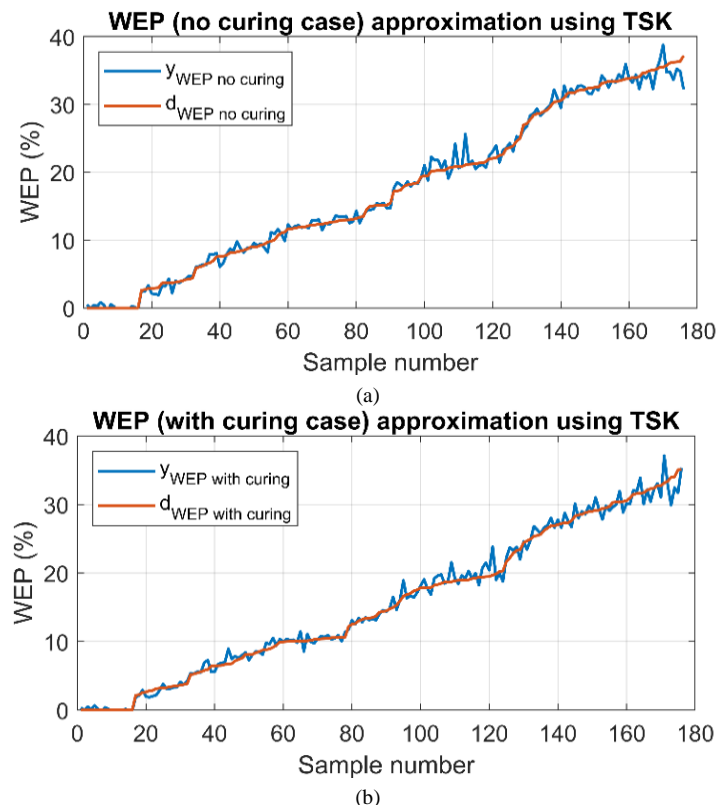 WEP (no curing case) approximation using TSK
40
30
20
10
0
WEP (%)
y WEP no curing
d WEP no curing
0 20 40 60 80 100 120 140 160 180
Sample number
(a)
WEP (with curing case) approximation using TSK
40
30
20
10
0
WEP (%)
y WEP with curing
d WEP with curing
0 20 40 60 80 100 120 140 160 180
Sample number
(b)